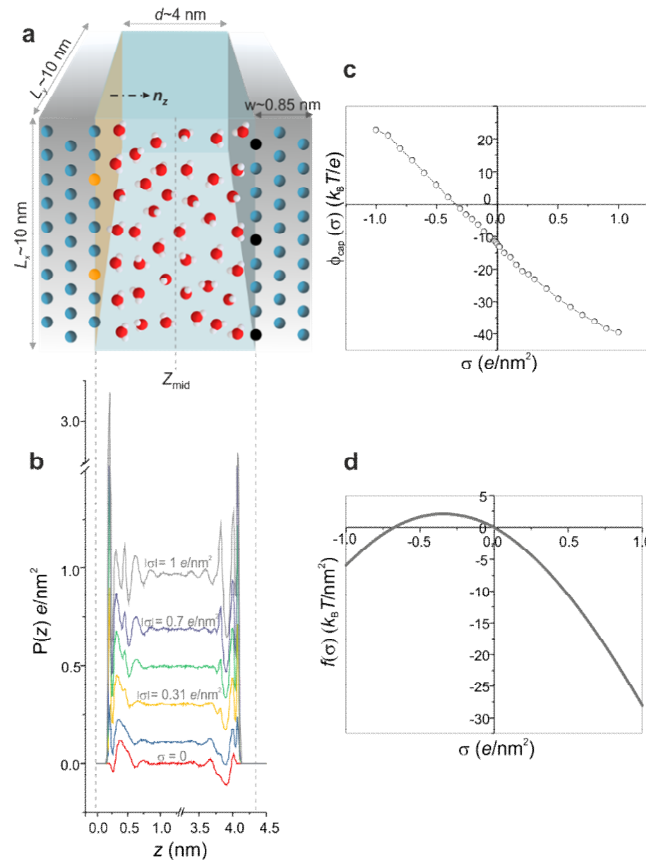 a
d~4 nm
L_y~10 nm
n_z
w~0.85 nm
L_x~10 nm
Z_mid
b
3.0
1.0
0.5
0.0
P(z) e/nm²
|σ|= 1 e/nm²
|σ|= 0.7 e/nm²
|σ|= 0.31 e/nm²
σ = 0
0.0 0.5 1.0 4.0 4.5
z (nm)
c
20
10
0
-10
-20
-30
-40
-1.0 -0.5 0.0 0.5 1.0
ϕ_cap (σ) (k_BT/e)
σ (e/nm²)
d
5
0
-5
-10
-15
-20
-25
-30
-1.0 -0.5 0.0 0.5 1.0
f(σ) (k_BT/nm²)
σ (e/nm²)